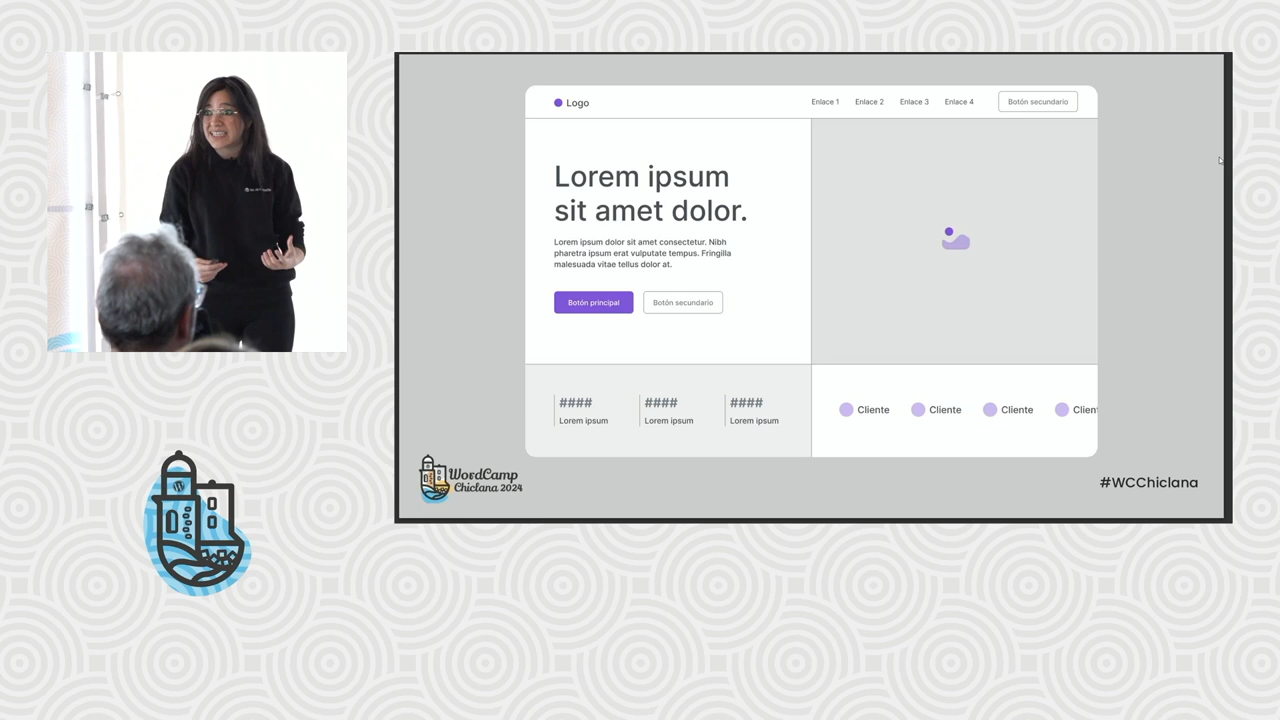 Logo
Enlace 1
Enlace 2
Enlace 3
Enlace 4
Botón secundario
Lorem ipsum
sit amet dolor.
Lorem ipsum dolor sit amet consectetur. Nibh
pharetra ipsum erat vulputate tempus. Fringilla
malesuada vitae tellus dolor at.
Botón principal
Botón secundario
####
Lorem ipsum
####
Lorem ipsum
####
Lorem ipsum
Cliente
Cliente
Cliente
Client
WordCamp
Chiclana 2024
#WCChiclana